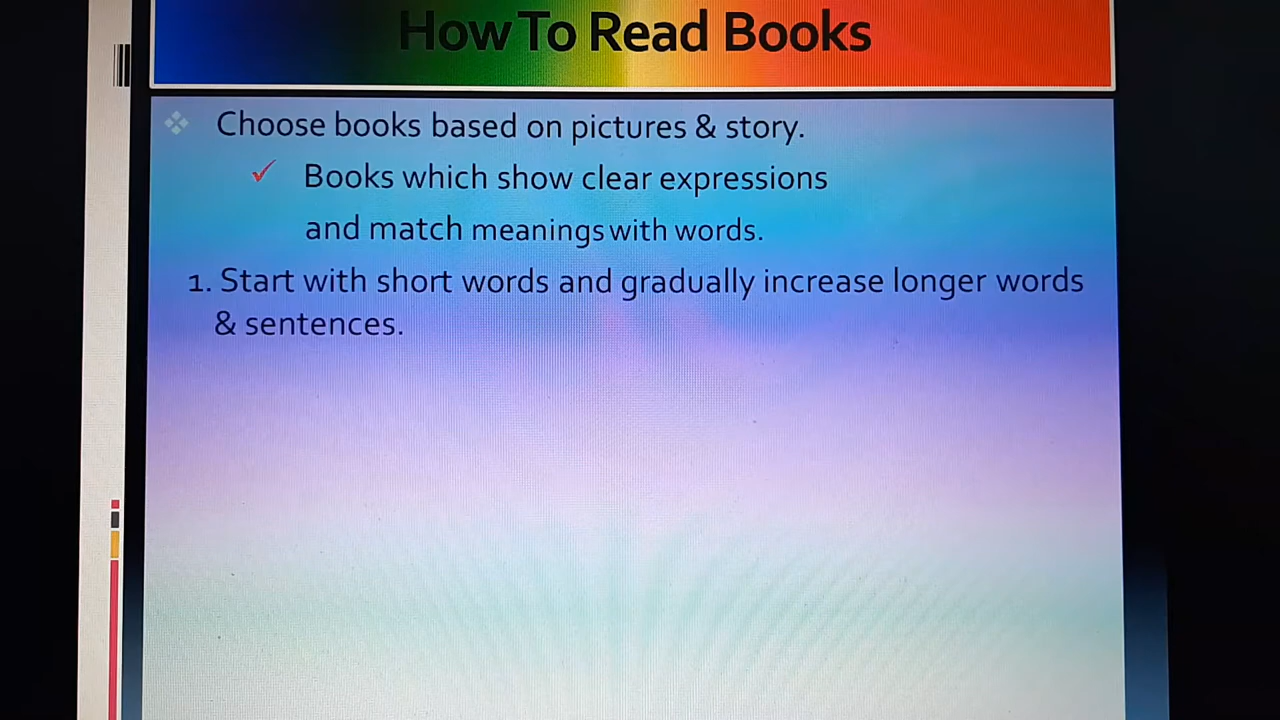 How To Read Books
Choose books based on pictures & story.
Books which show clear expressions
and match meanings with words.
1. Start with short words and gradually increase longer words
& sentences.